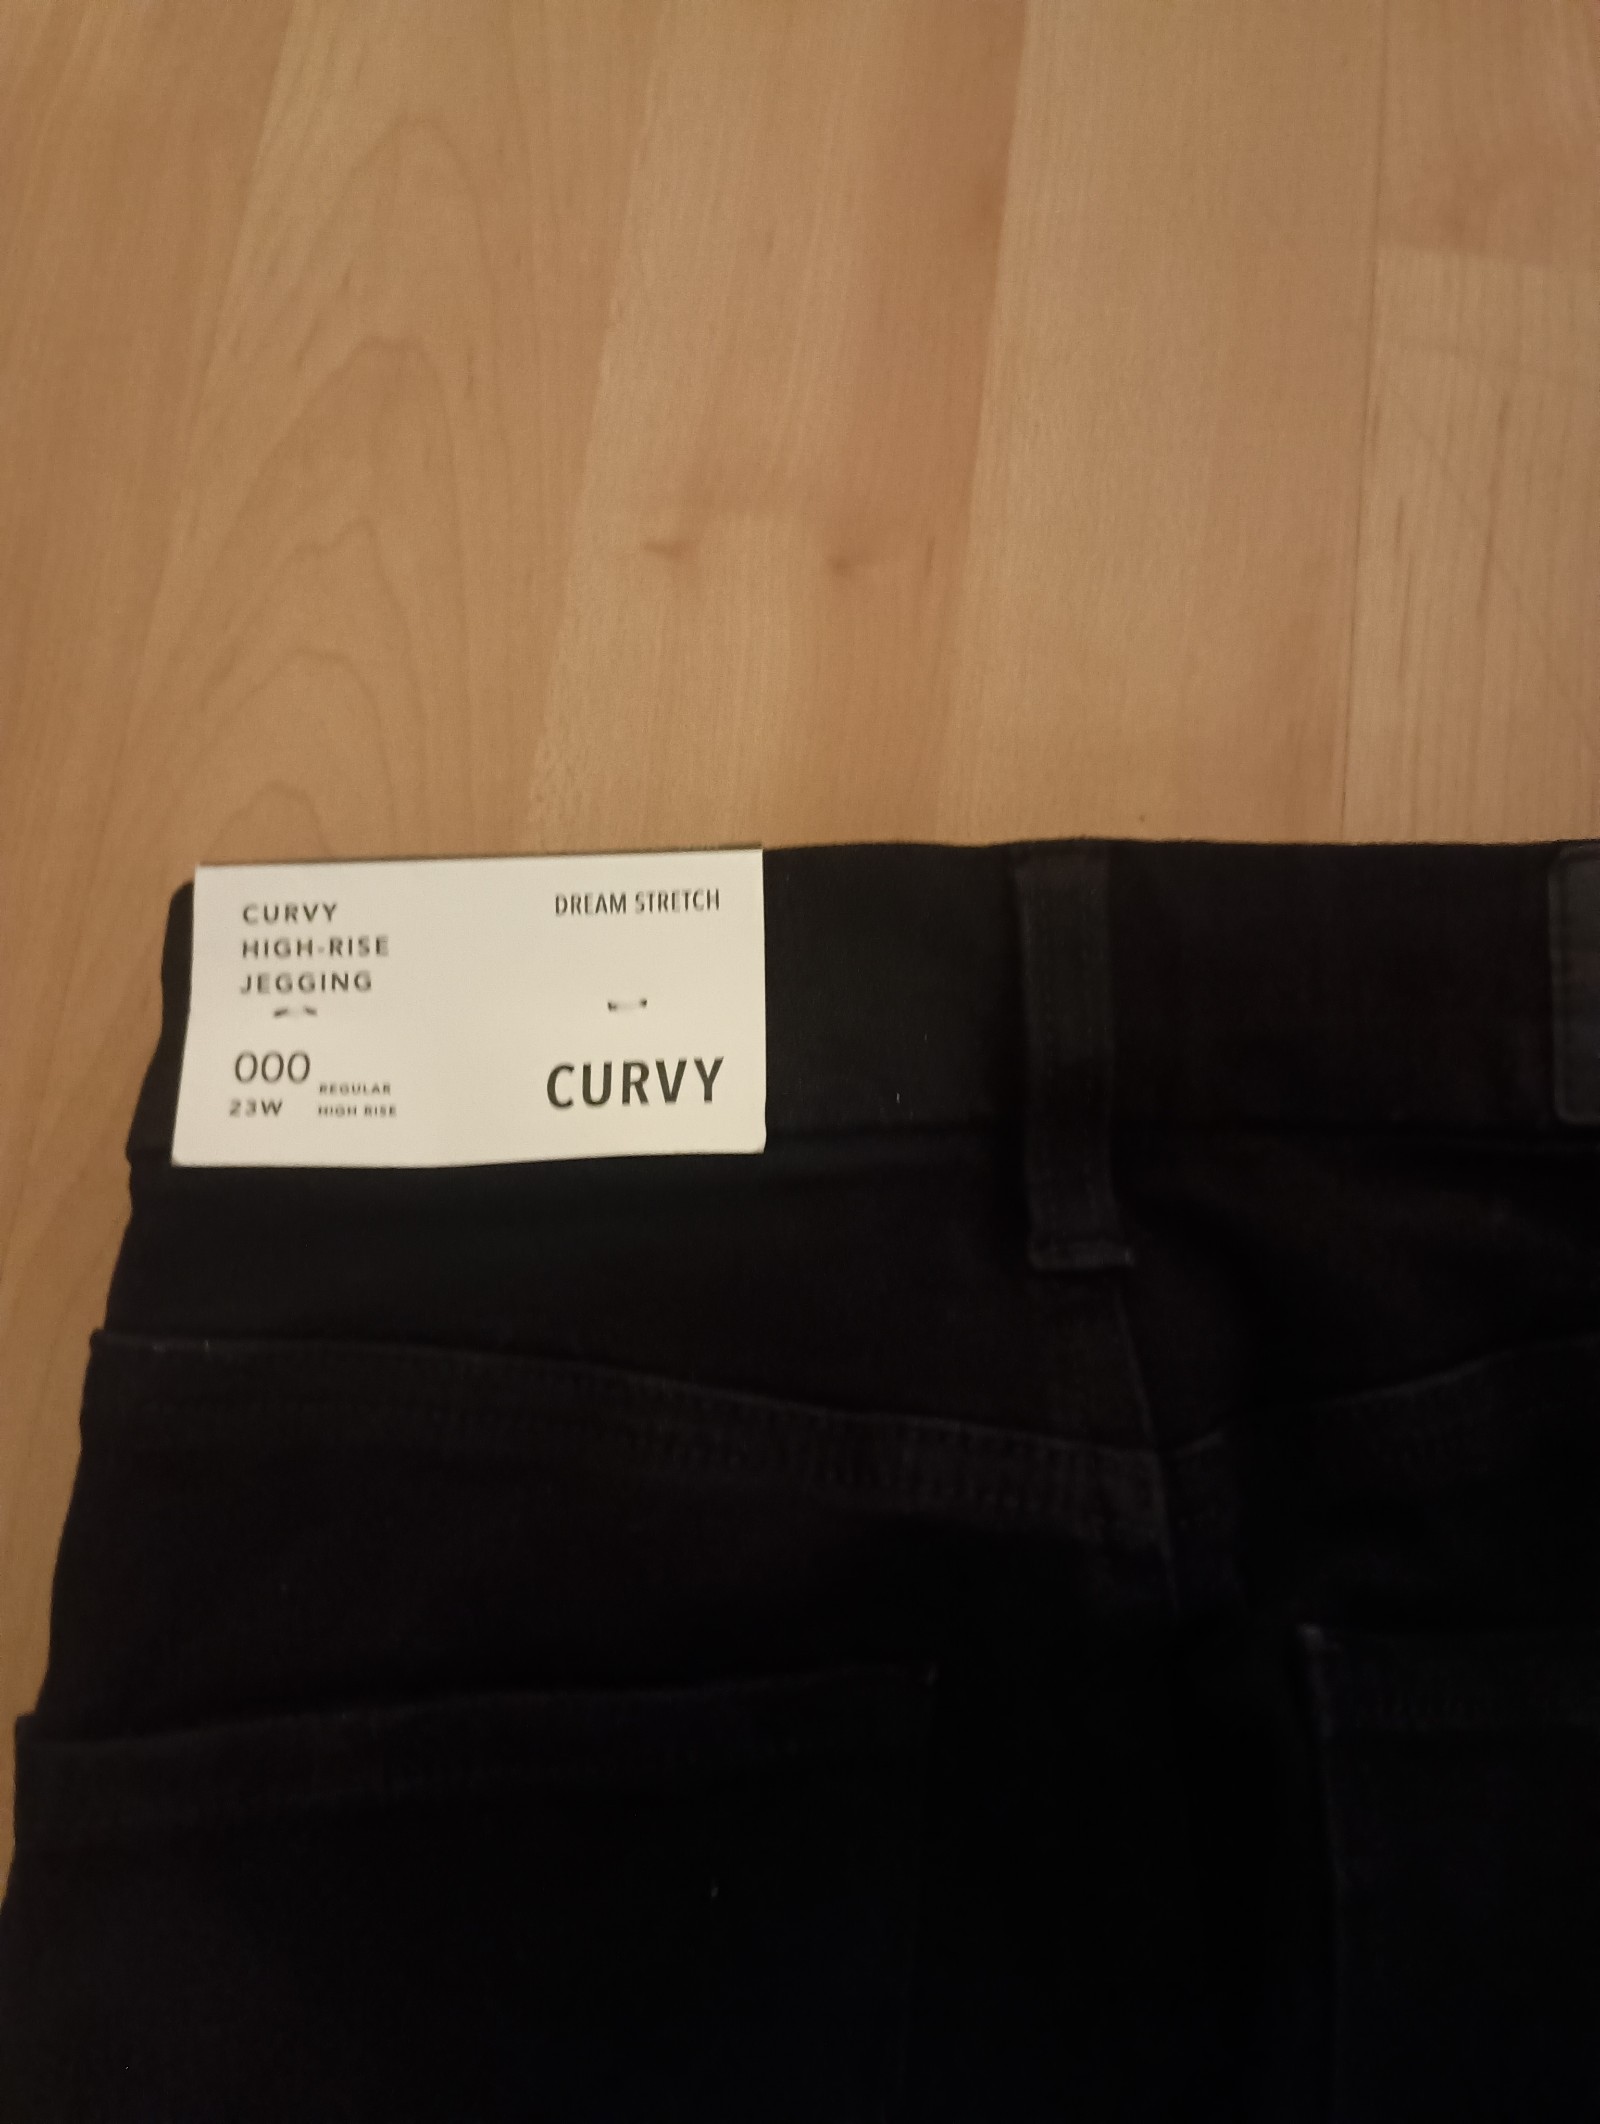 CURVY
HIGH-RISE
JEGGING
DREAM STRETCH
000 REGULAR
23W HIGH RISE
CURVY